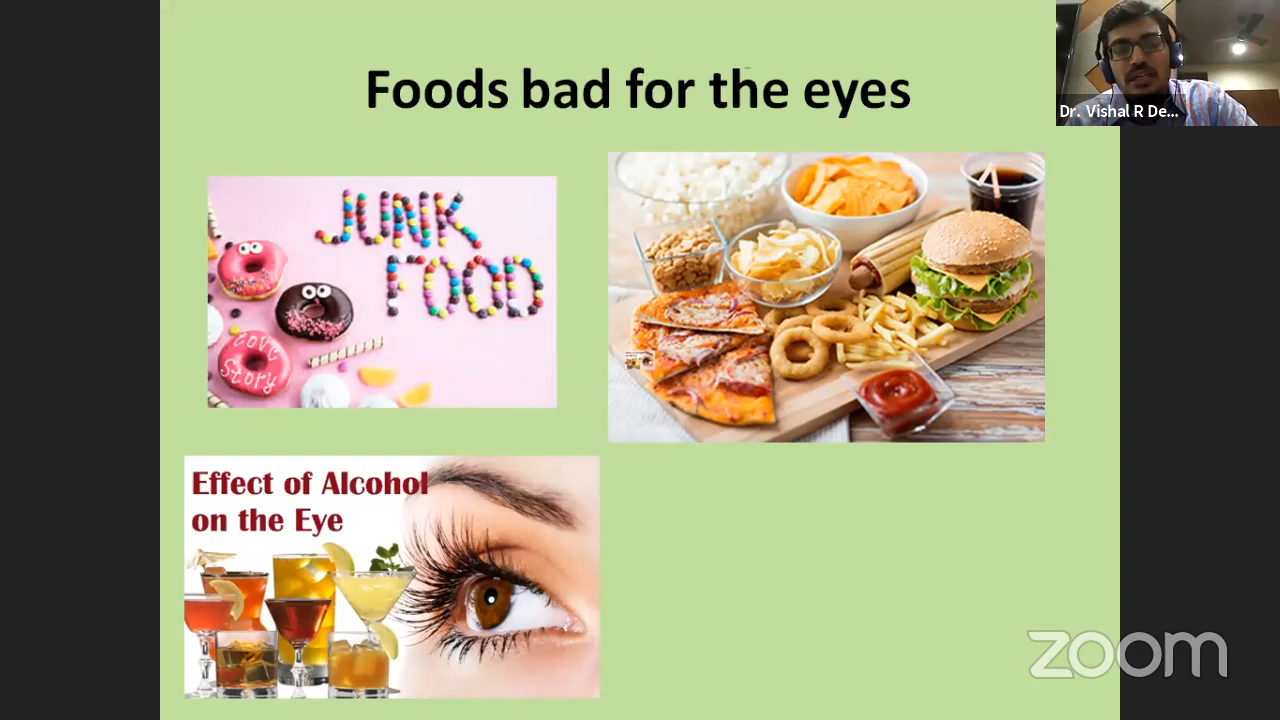 Foods bad for the eyes
Dr. Vishal R De...
JUNK
FOOD
Love
Story
Effect of Alcohol
on the Eye
zoom